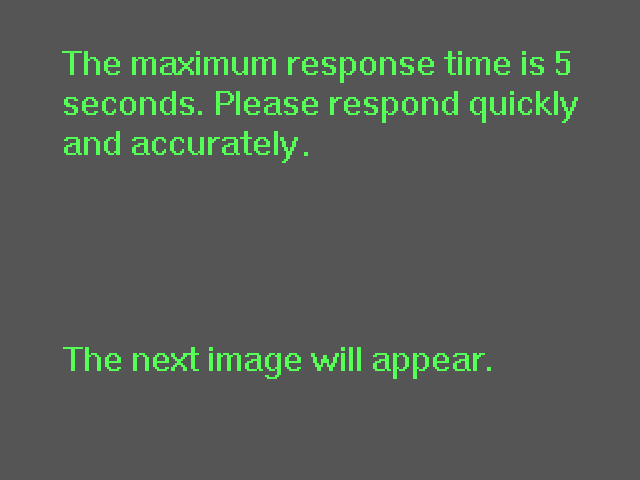 The maximum response time is 5
seconds. Please respond quickly
and accurately.
The next image will appear.